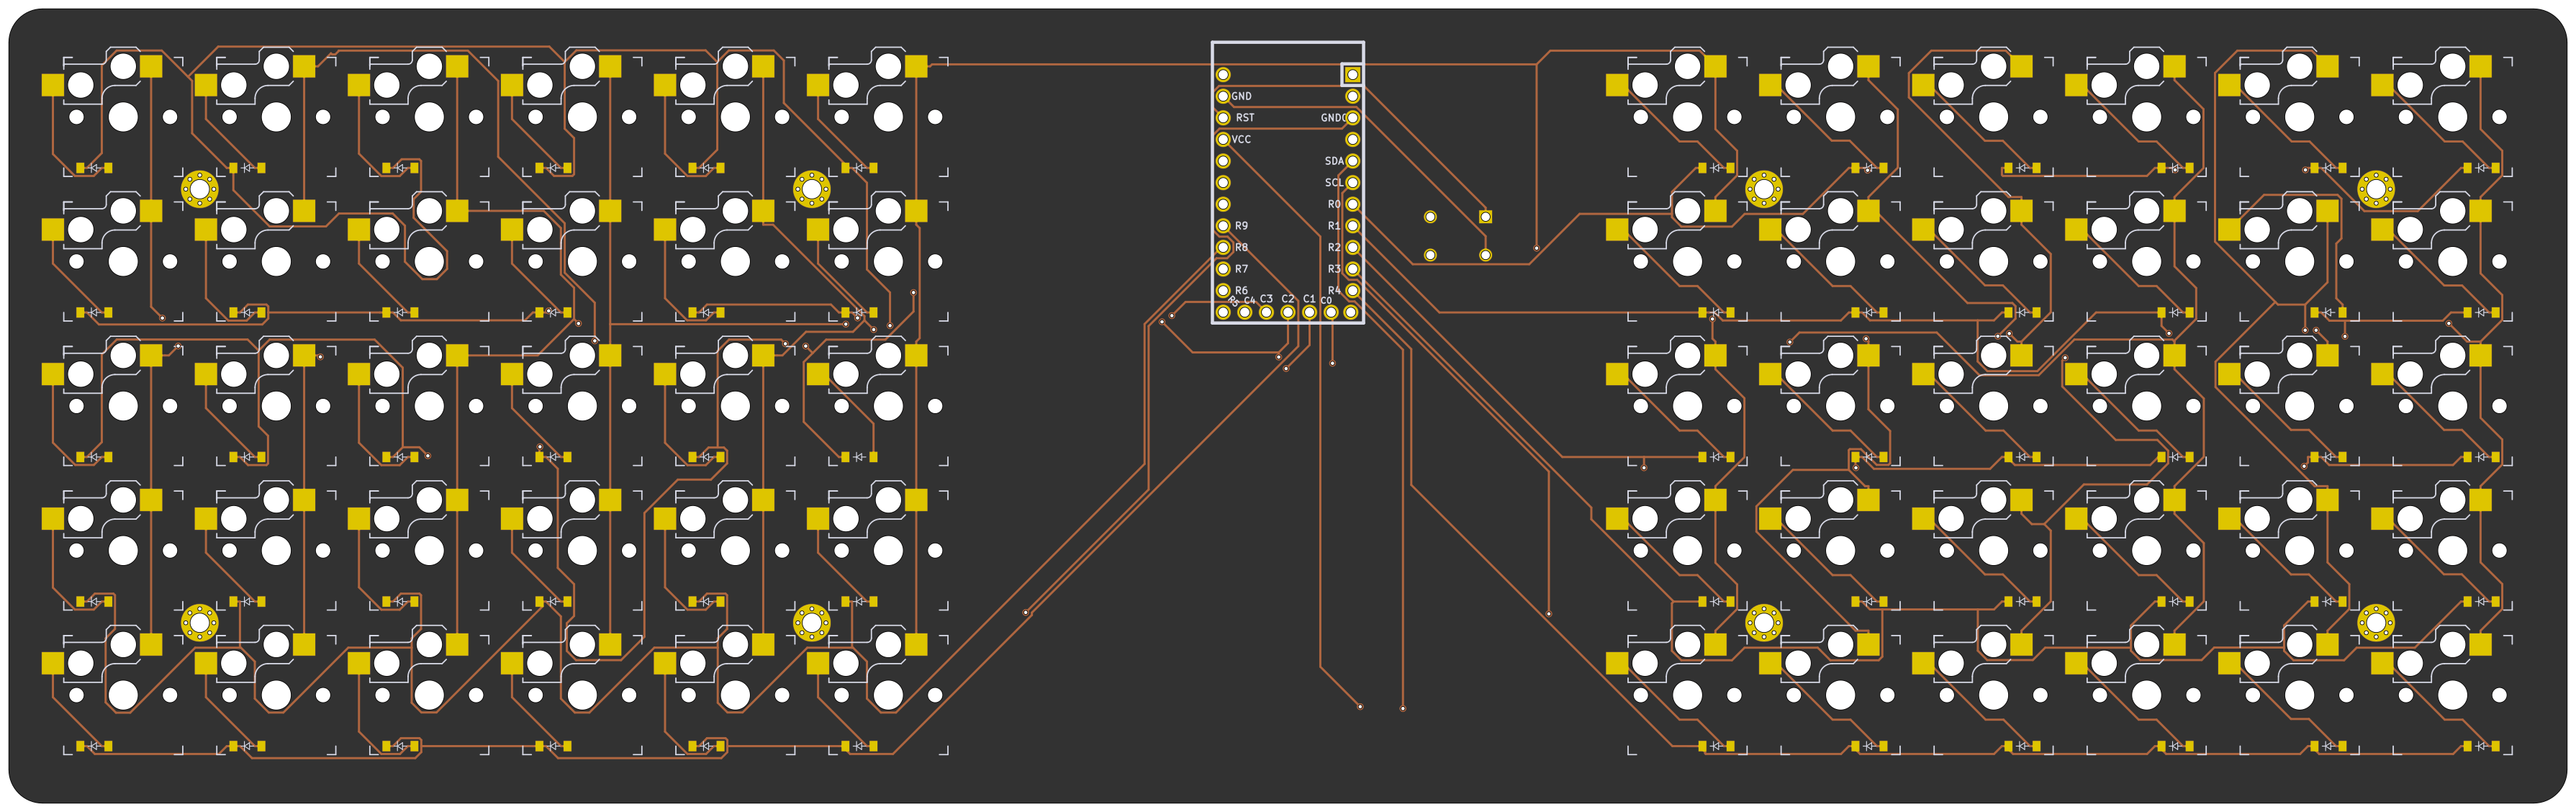 GND
RST GND
VCC
SDA
SCL
R0
R9 R1
R8 R2
R7 R3
R6 R4
R5 C4 C3 C2 C1 C0